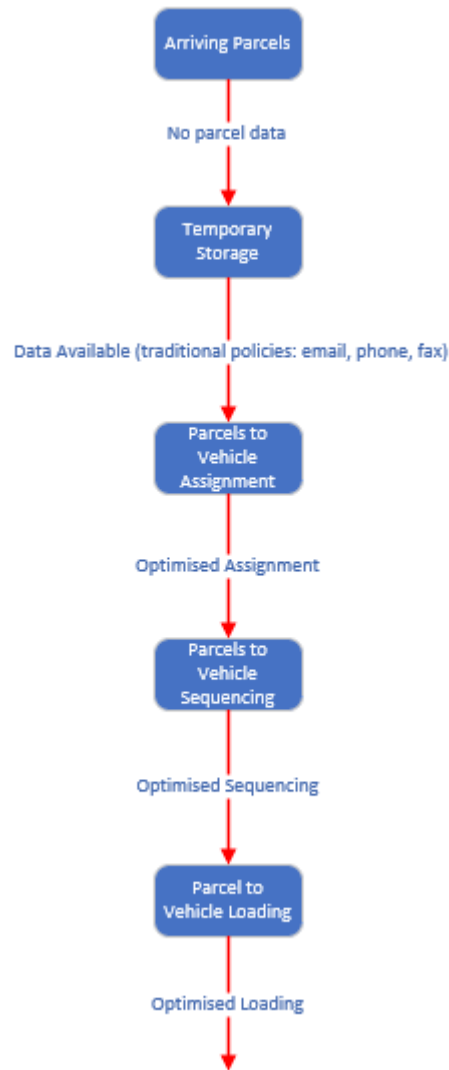 Arriving Parcels
No parcel data
Temporary
Storage
Data Available (traditional policies: email, phone, fax)
Parcels to
Vehicle
Assignment
Optimised Assignment
Parcels to
Vehicle
Sequencing
Optimised Sequencing
Parcel to
Vehicle Loading
Optimised Loading